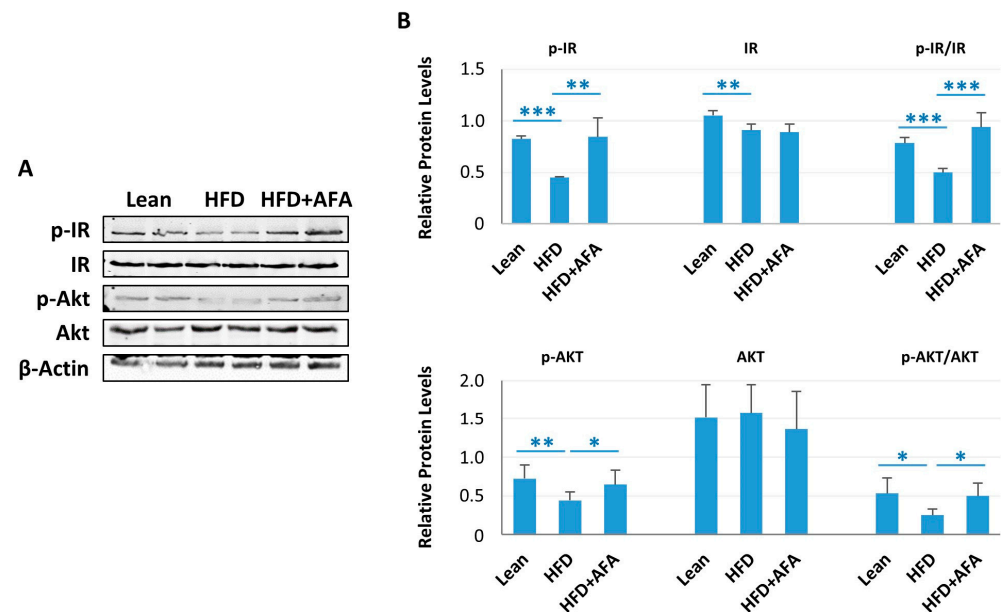 A
Lean HFD HFD+AFA
p-IR
IR
p-Akt
Akt
β-Actin
B
p-IR IR p-IR/IR
Relative Protein Levels
1.5
1.0
0.5
0
*** **
**
*** ***
Lean HFD HFD+AFA Lean HFD HFD+AFA Lean HFD HFD+AFA
p-AKT AKT p-AKT/AKT
Relative Protein Levels
2.0
1.5
1.0
0.5
0
** *
* *
Lean HFD HFD+AFA Lean HFD HFD+AFA Lean HFD HFD+AFA